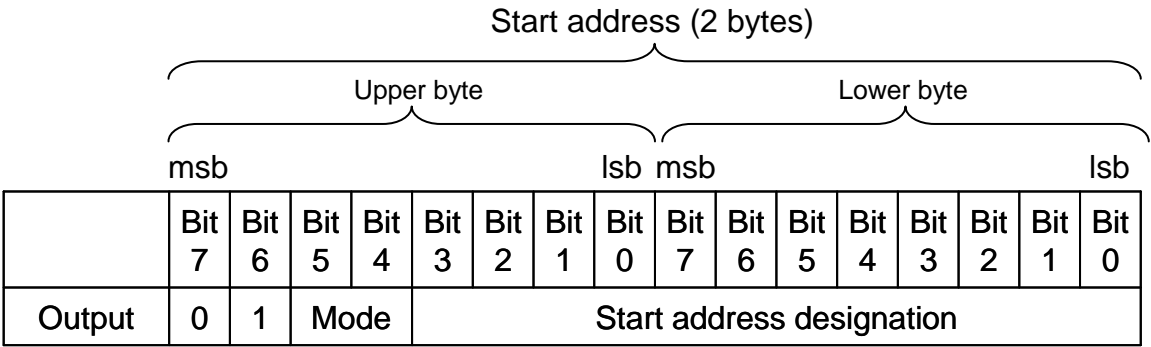 Start address (2 bytes)
Upper byte Lower byte
msb lsb msb lsb
Bit 7 Bit 6 Bit 5 Bit 4 Bit 3 Bit 2 Bit 1 Bit 0 Bit 7 Bit 6 Bit 5 Bit 4 Bit 3 Bit 2 Bit 1 Bit 0
Output 0 1 Mode Start address designation